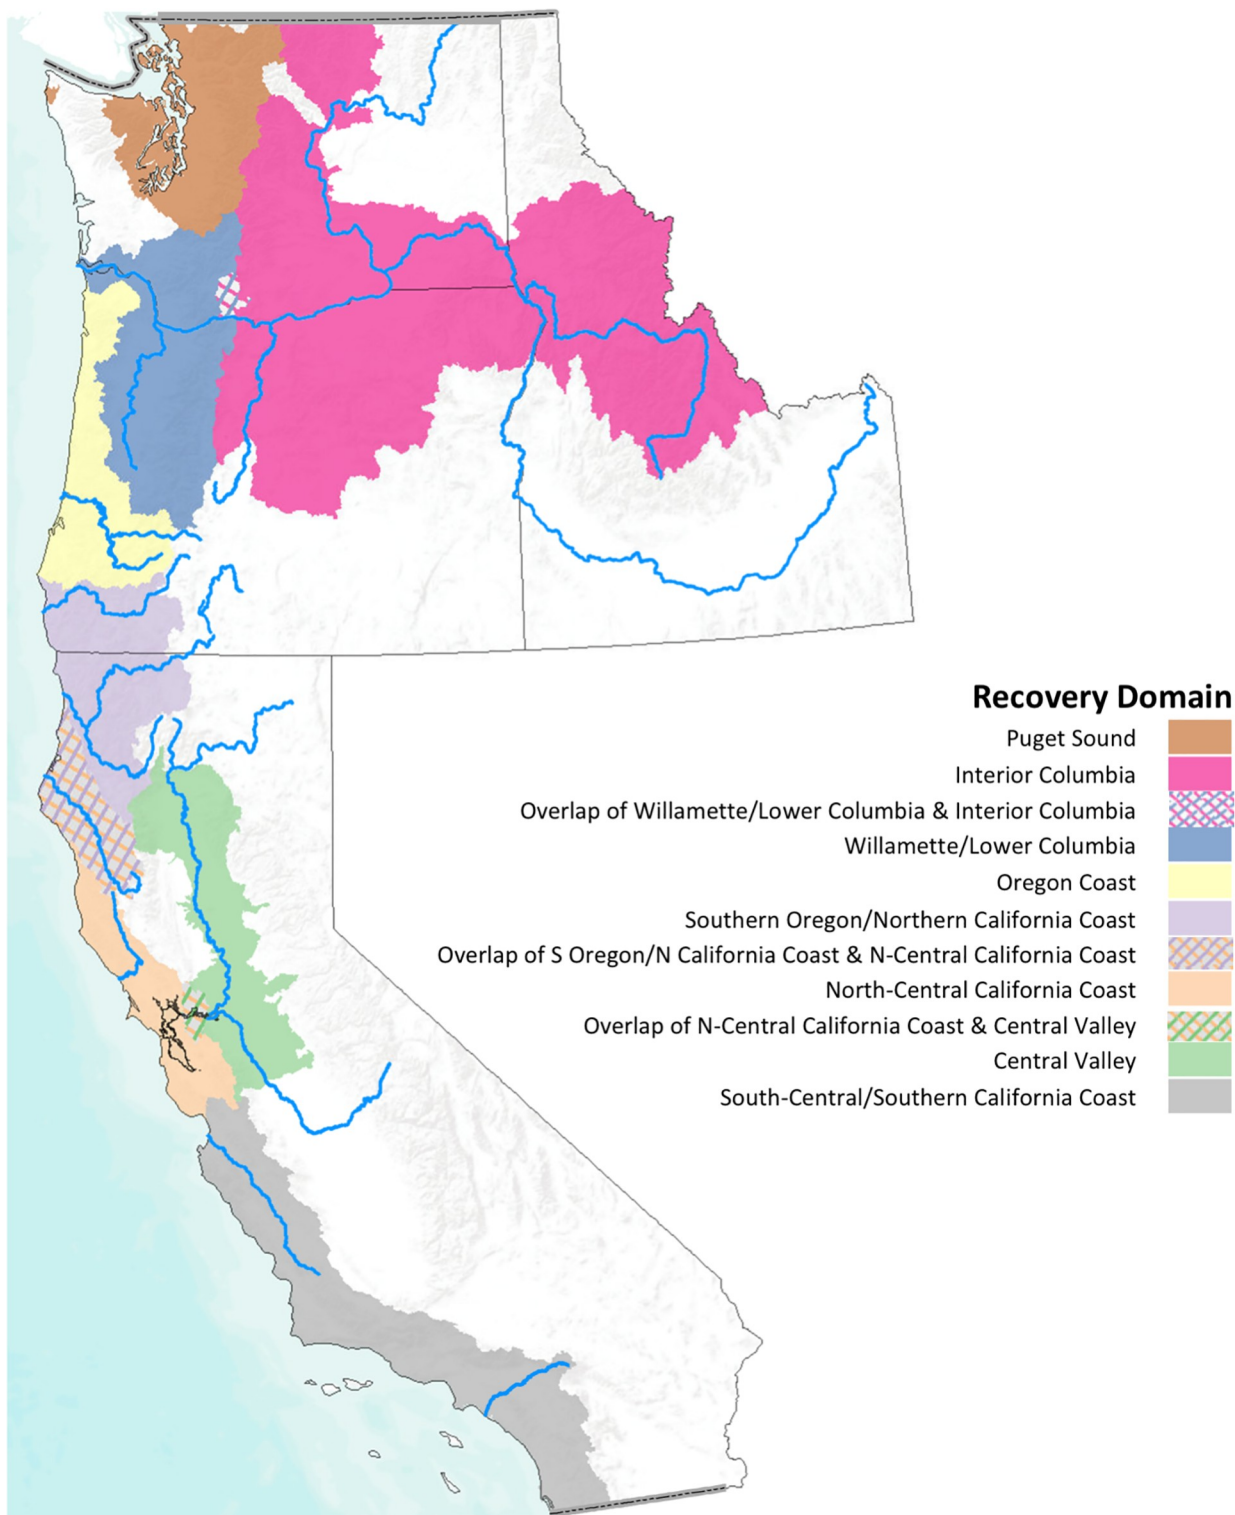 Recovery Domain
Puget Sound
Interior Columbia
Overlap of Willamette/Lower Columbia & Interior Columbia
Willamette/Lower Columbia
Oregon Coast
Southern Oregon/Northern California Coast
Overlap of S Oregon/N California Coast & N-Central California Coast
North-Central California Coast
Overlap of N-Central California Coast & Central Valley
Central Valley
South-Central/Southern California Coast